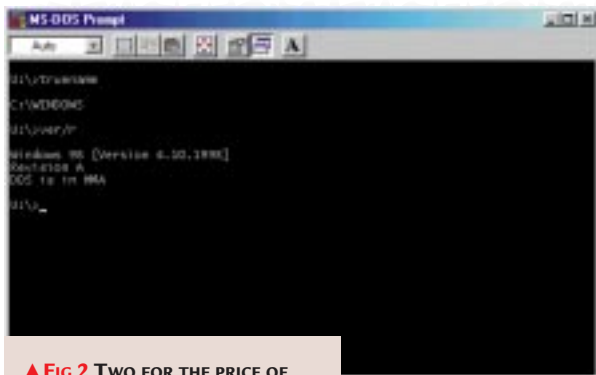 MS-DOS Prompt
Auto
A
U:\>truename
C:\WINDOWS
U:\>ver/r
Windows 98 [Version 4.10.1998]
Revision A
DOS is in HMA
U:\>_
▲ FIG 2 TWO FOR THE PRICE OF